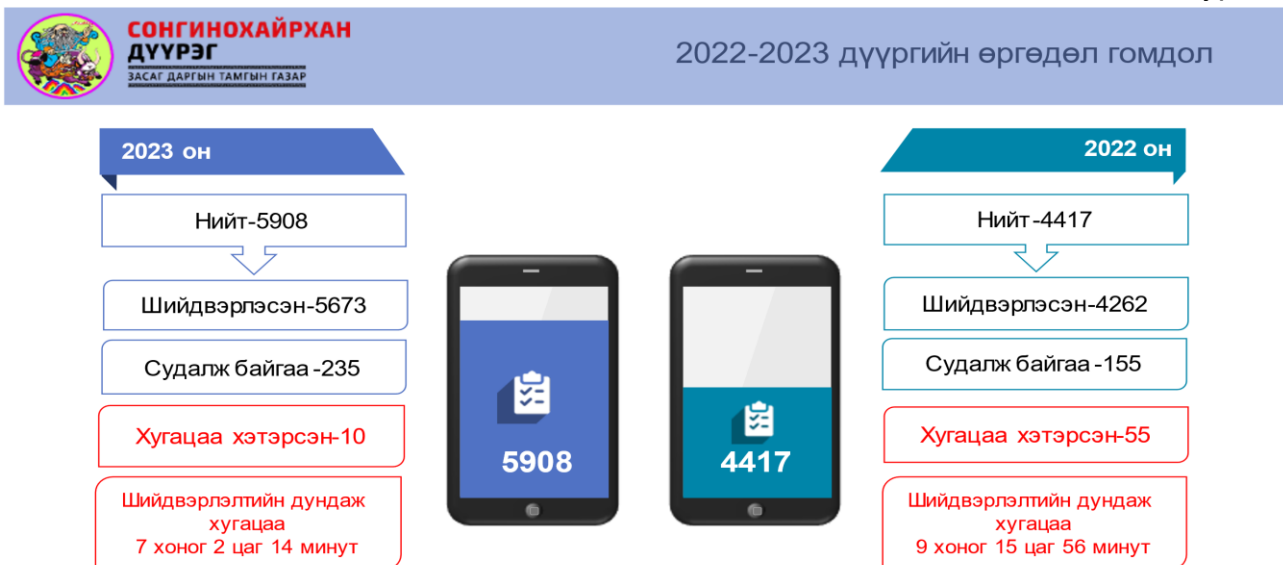 СОНГИНОХАЙРХАН
ДҮҮРЭГ
ЗАСАГ ДАРГЫН ТАМГЫН ГАЗАР
2022-2023 дүүргийн өргөдөл гомдол
2023 он
Нийт-5908
Шийдвэрлэсэн-5673
Судалж байгаа -235
Хугацаа хэтэрсэн-10
Шийдвэрлэлтийн дундаж
хугацаа
7 хоног 2 цаг 14 минут
5908
4417
2022 он
Нийт-4417
Шийдвэрлэсэн-4262
Судалж байгаа -155
Хугацаа хэтэрсэн-55
Шийдвэрлэлтийн дундаж
хугацаа
9 хоног 15 цаг 56 минут